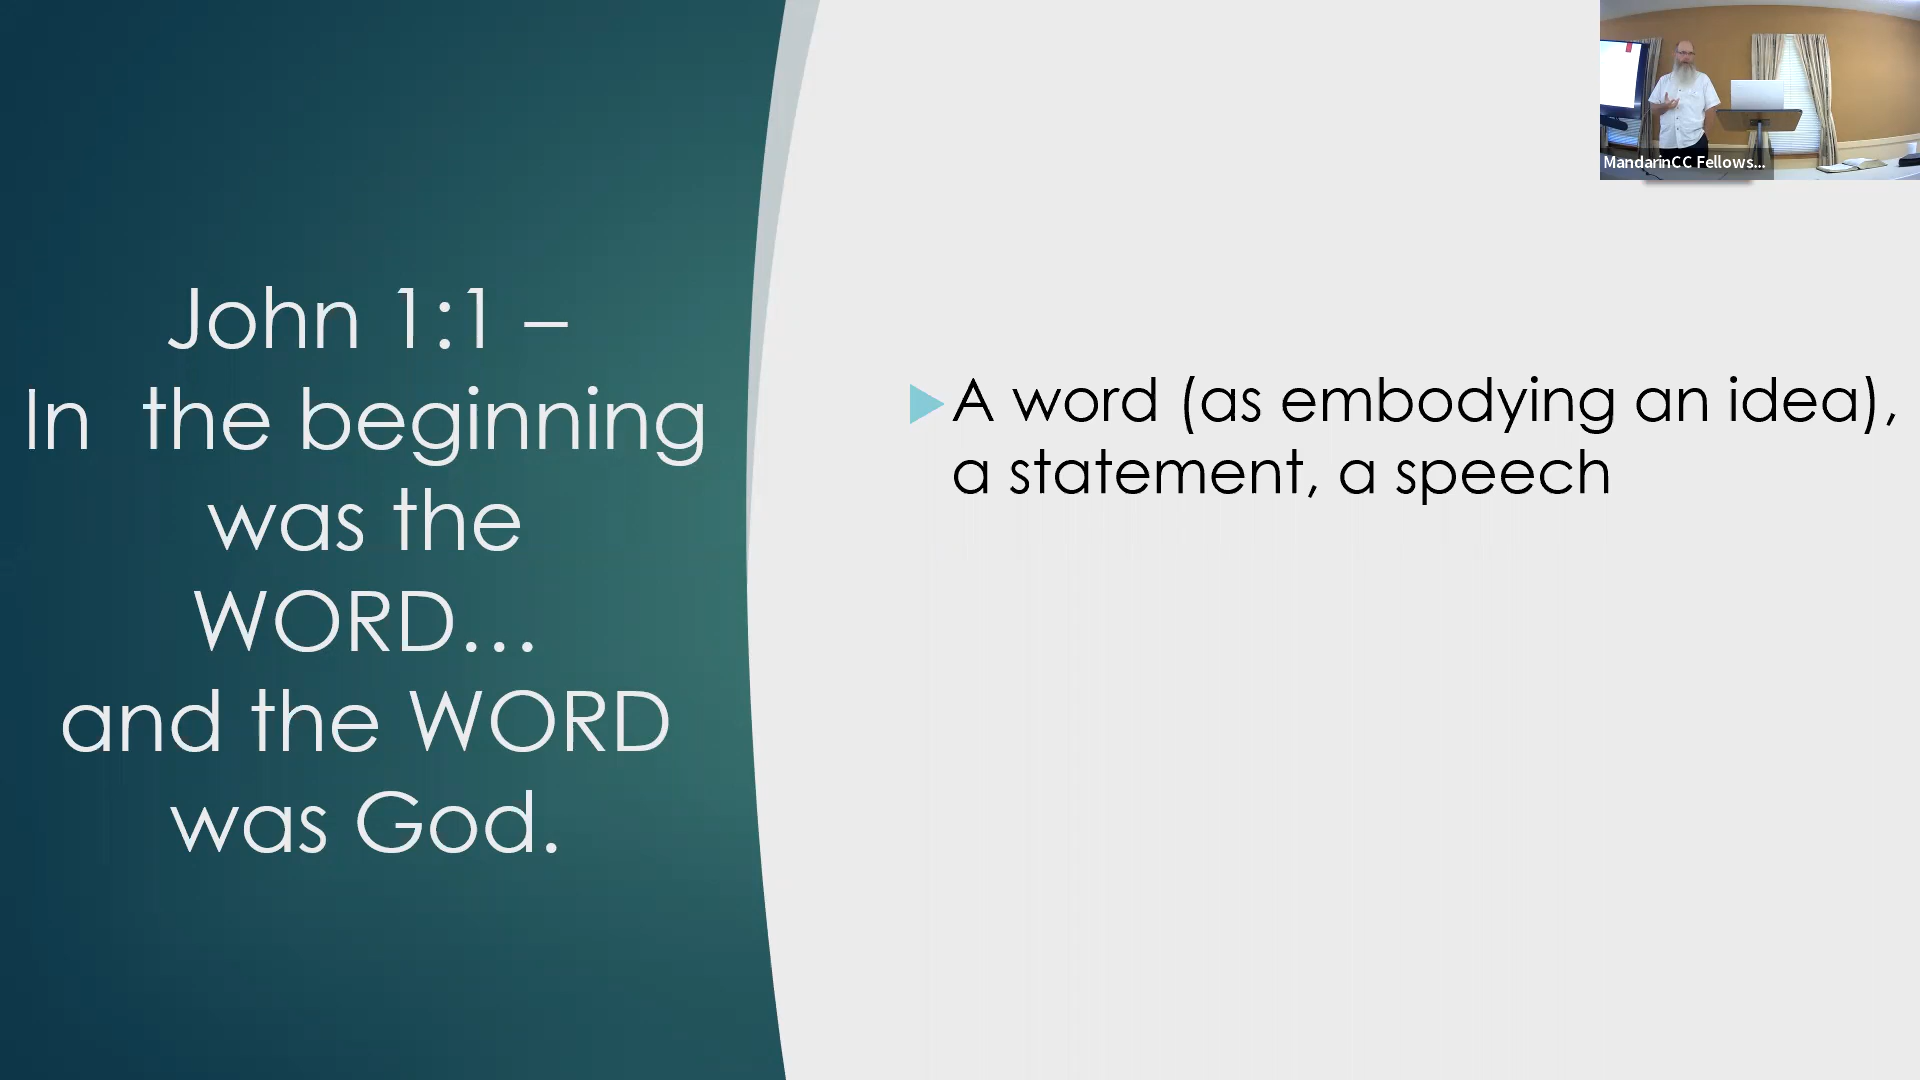 John 1:1 –
In  the beginning
was the
WORD…
and the WORD
was God.
A word (as embodying an idea),
a statement, a speech
MandarinCC Fellows...